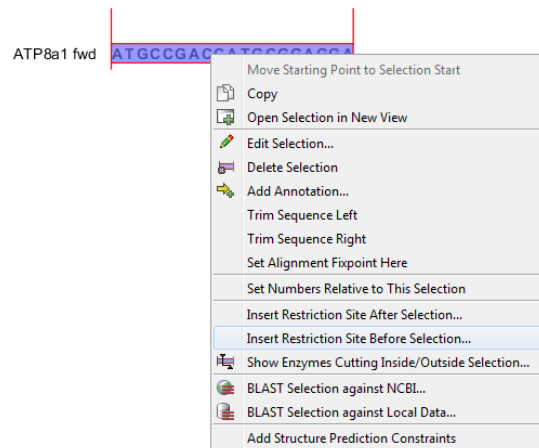 ATP8a1 fwd
Move Starting Point to Selection Start
Copy
Open Selection in New View
Edit Selection...
Delete Selection
Add Annotation...
Trim Sequence Left
Trim Sequence Right
Set Alignment Fixpoint Here
Set Numbers Relative to This Selection
Insert Restriction Site After Selection...
Insert Restriction Site Before Selection...
Show Enzymes Cutting Inside/Outside Selection...
BLAST Selection against NCBI...
BLAST Selection against Local Data...
Add Structure Prediction Constraints